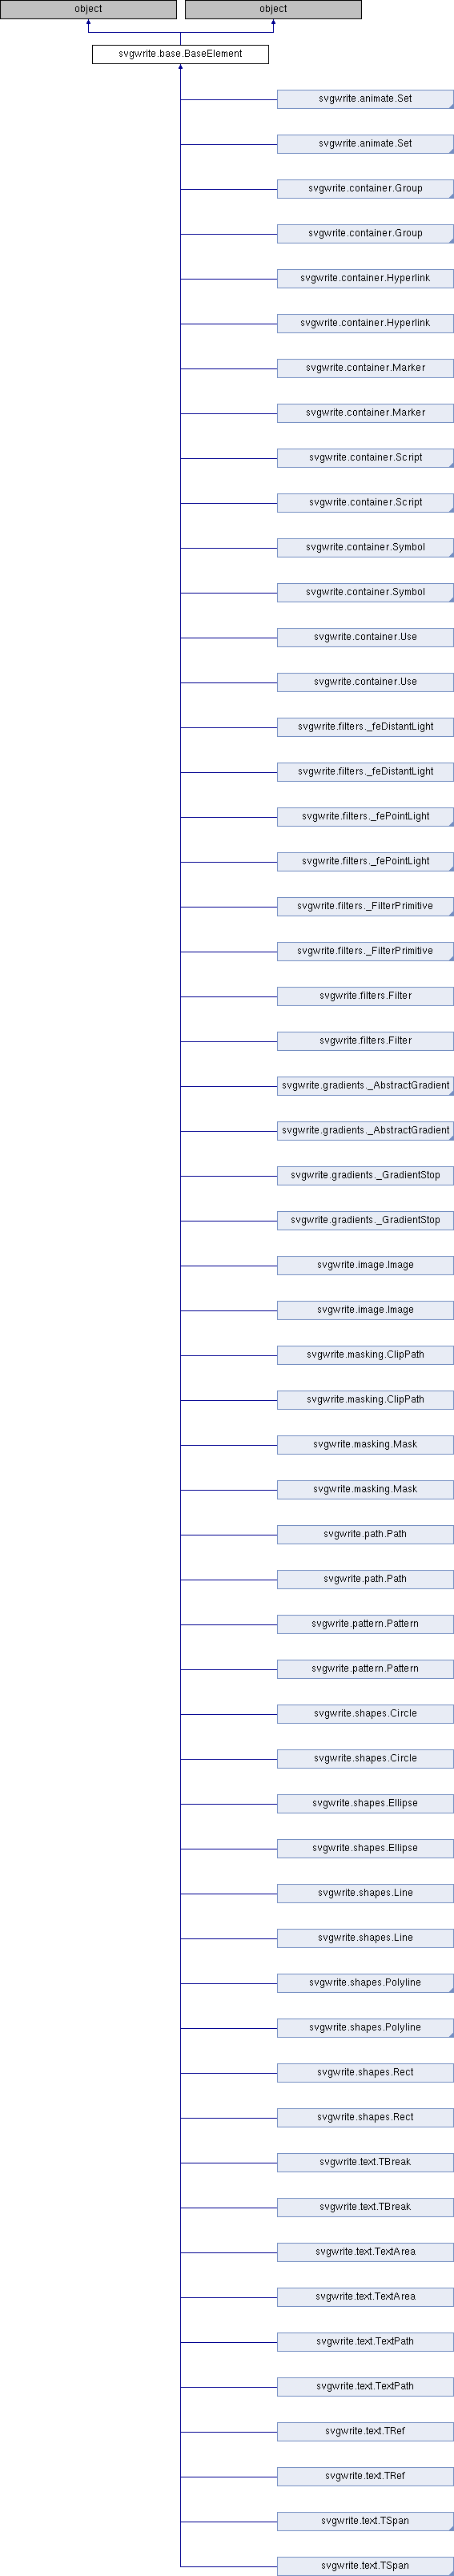 object
object
svgwrite.base.BaseElement
svgwrite.animate.Set
svgwrite.animate.Set
svgwrite.container.Group
svgwrite.container.Group
svgwrite.container.Hyperlink
svgwrite.container.Hyperlink
svgwrite.container.Marker
svgwrite.container.Marker
svgwrite.container.Script
svgwrite.container.Script
svgwrite.container.Symbol
svgwrite.container.Symbol
svgwrite.container.Use
svgwrite.container.Use
svgwrite.filters._feDistantLight
svgwrite.filters._feDistantLight
svgwrite.filters._fePointLight
svgwrite.filters._fePointLight
svgwrite.filters._FilterPrimitive
svgwrite.filters._FilterPrimitive
svgwrite.filters.Filter
svgwrite.filters.Filter
svgwrite.gradients._AbstractGradient
svgwrite.gradients._AbstractGradient
svgwrite.gradients._GradientStop
svgwrite.gradients._GradientStop
svgwrite.image.Image
svgwrite.image.Image
svgwrite.masking.ClipPath
svgwrite.masking.ClipPath
svgwrite.masking.Mask
svgwrite.masking.Mask
svgwrite.path.Path
svgwrite.path.Path
svgwrite.pattern.Pattern
svgwrite.pattern.Pattern
svgwrite.shapes.Circle
svgwrite.shapes.Circle
svgwrite.shapes.Ellipse
svgwrite.shapes.Ellipse
svgwrite.shapes.Line
svgwrite.shapes.Line
svgwrite.shapes.Polyline
svgwrite.shapes.Polyline
svgwrite.shapes.Rect
svgwrite.shapes.Rect
svgwrite.text.TBreak
svgwrite.text.TBreak
svgwrite.text.TextArea
svgwrite.text.TextArea
svgwrite.text.TextPath
svgwrite.text.TextPath
svgwrite.text.TRef
svgwrite.text.TRef
svgwrite.text.TSpan
svgwrite.text.TSpan